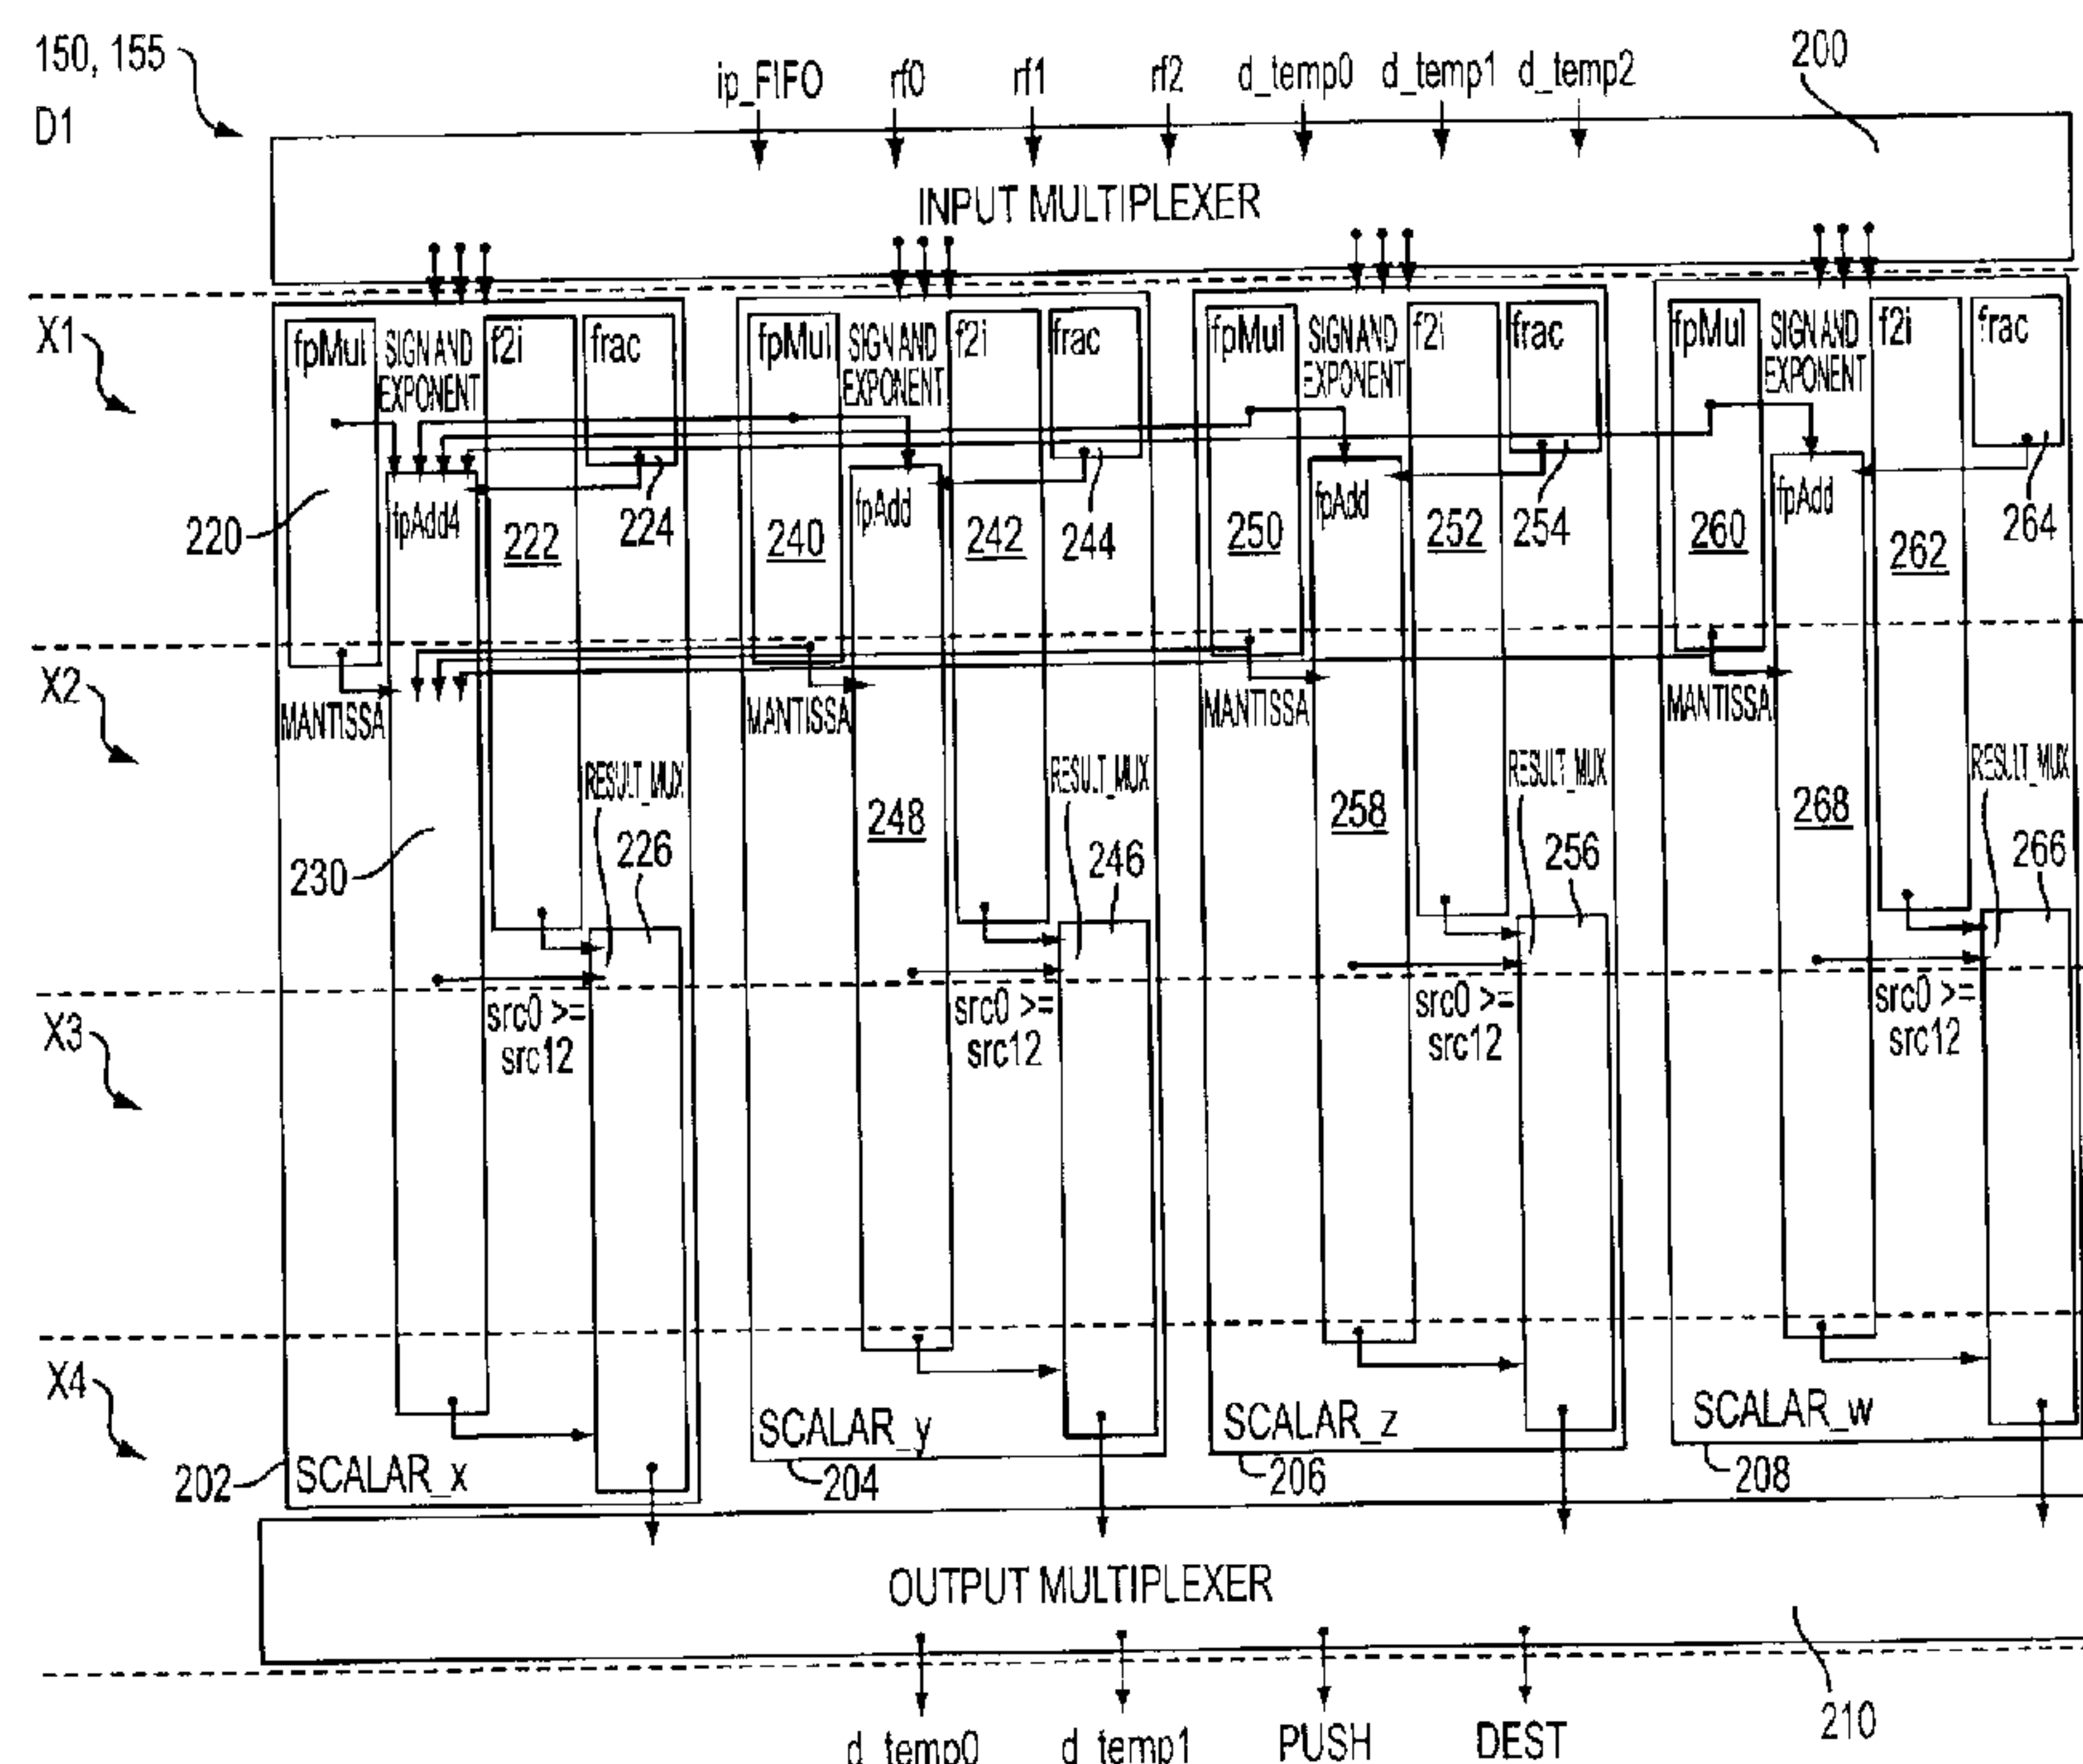 150, 155
D1
ip_FIFO rf0 rf1 rf2 d_temp0 d_temp1 d_temp2
200
INPUT MULTIPLEXER
X1
fpMul SIGN AND f2i frac fpMul SIGN AND f2i frac fpMul SIGN AND f2i frac fpMul SIGN AND f2i frac
EXPONENT EXPONENT EXPONENT EXPONENT
fpAdd4 fpAdd fpAdd fpAdd
220 222 224 240 242 244 250 252 254 260 262 264
X2
MANTISSA MANTISSA MANTISSA MANTISSA
RESULT_MUX RESULT_MUX RESULT_MUX RESULT_MUX
230 226 248 246 258 256 268 266
X3
src0 >= src0 >= src0 >= src0 >=
src12 src12 src12 src12
X4
SCALAR_x SCALAR_y SCALAR_z SCALAR_w
202 204 206 208
OUTPUT MULTIPLEXER
210
d_temp0 d_temp1 PUSH DEST